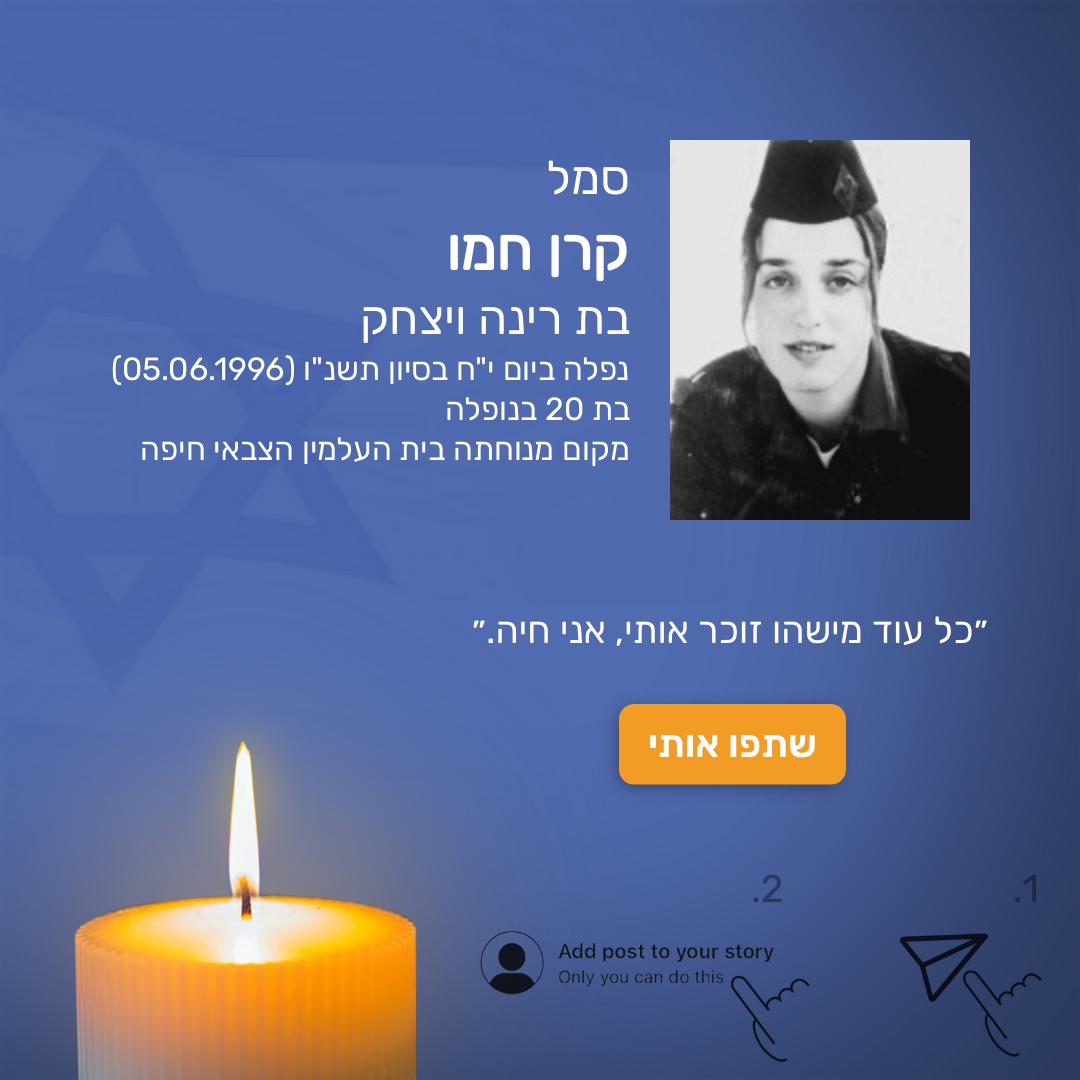 סמל
קרן חמו
בת רינה ויצחק
נפלה ביום י"ח בסיון תשנ"ו (05.06.1996)
בת 20 בנופלה
מקום מנוחתה בית העלמין הצבאי חיפה
״כל עוד מישהו זוכר אותי, אני חיה.״
שתפו אותי
.1
.2
Add post to your story
Only you can do this